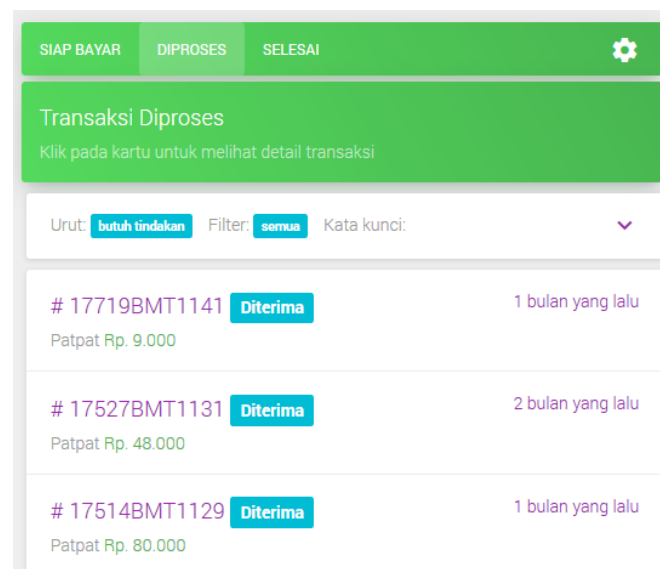 SIAP BAYAR DIPROSES SELESAI
Transaksi Diproses
Klik pada kartu untuk melihat detail transaksi
Urut: butuh tindakan Filter: semua Kata kunci:
# 17719BMT1141 Diterima 1 bulan yang lalu
Patpat Rp. 9.000
# 17527BMT1131 Diterima 2 bulan yang lalu
Patpat Rp. 48.000
# 17514BMT1129 Diterima 1 bulan yang lalu
Patpat Rp. 80.000